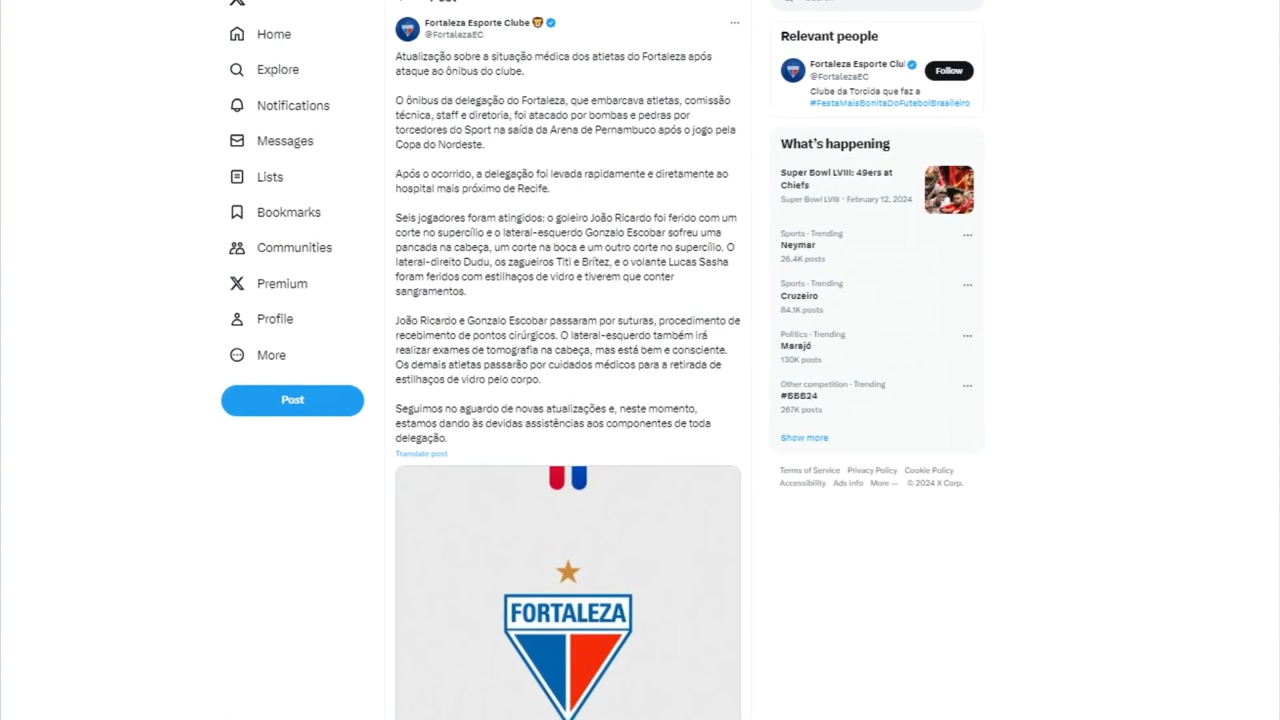 Home
Explore
Notifications
Messages
Lists
Bookmarks
Communities
Premium
Profile
More
Post
Fortaleza Esporte Clube
@FortalezaEC
Atualização sobre a situação médica dos atletas do Fortaleza após
ataque ao ônibus do clube.
O ônibus da delegação do Fortaleza, que embarcava atletas, comissão
técnica, staff e diretoria, foi atacado por bombas e pedras por
torcedores do Sport na saída da Arena de Pernambuco após o jogo pela
Copa do Nordeste.
Após o ocorrido, a delegação foi levada rapidamente e diretamente ao
hospital mais próximo de Recife.
Seis jogadores foram atingidos: o goleiro João Ricardo foi ferido com um
corte no supercílio e o lateral-esquerdo Gonzalo Escobar sofreu uma
pancada na cabeça, um corte na boca e um outro corte no supercílio. O
lateral-direito Dudu, os zagueiros Titi e Brítez, e o volante Lucas Sasha
foram feridos com estilhaços de vidro e tiverem que conter
sangramentos.
João Ricardo e Gonzalo Escobar passaram por suturas, procedimento de
recebimento de pontos cirúrgicos. O lateral-esquerdo também irá
realizar exames de tomografia na cabeça, mas está bem e consciente.
Os demais atletas passarão por cuidados médicos para a retirada de
estilhaços de vidro pelo corpo.
Seguimos no aguardo de novas atualizações e, neste momento,
estamos dando às devidas assistências aos componentes de toda
delegação.
Translate post
FORTALEZA
Relevant people
Fortaleza Esporte Clu
@FortalezaEC
Follow
Clube da Torcida que faz a
#FestaMaisBonitaDoFutebolBrasileiro
What's happening
Super Bowl LVIII: 49ers at
Chiefs
Super Bowl LVIII · February 12, 2024
Sports · Trending
Neymar
26.4K posts
Sports · Trending
Cruzeiro
84.1K posts
Politics · Trending
Marajó
130K posts
Other competition · Trending
#BBB24
267K posts
Show more
Terms of Service Privacy Policy Cookie Policy
Accessibility Ads info More ··· © 2024 X Corp.